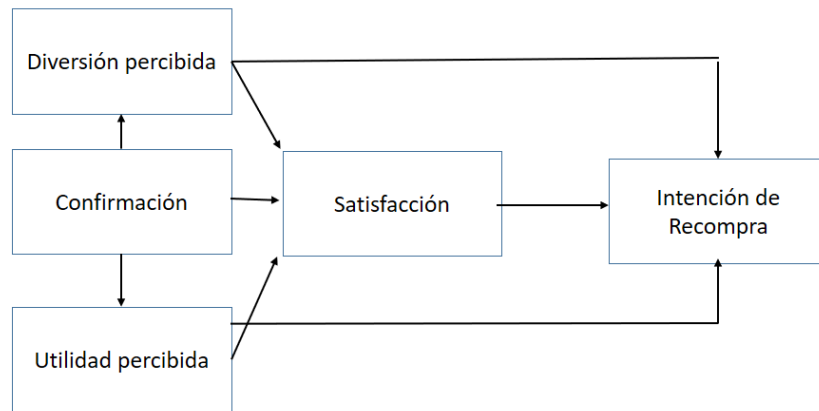 Diversión percibida
Confirmación
Satisfacción
Intención de
Recompra
Utilidad percibida